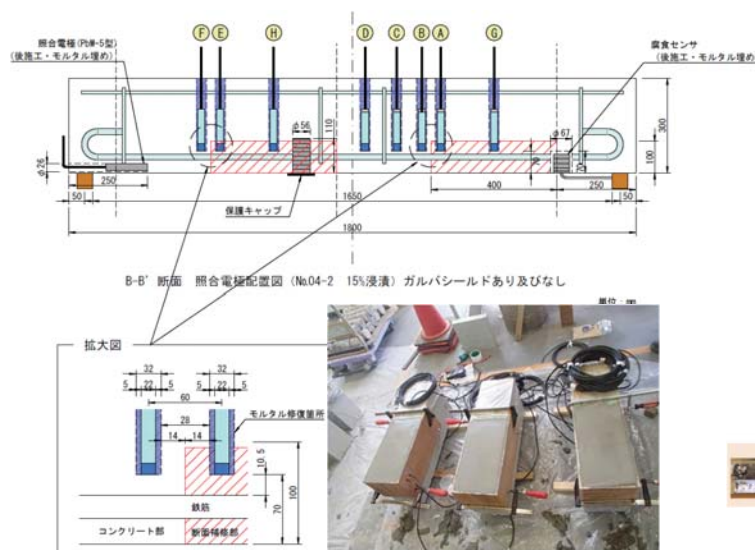 F E H D C B A G
照合電極(PbW-5型)
(後施工・モルタル埋め)
腐食センサ
(後施工・モルタル埋め
φ56
110
φ67
300
100
70
φ26
250
400
250
50
1650
50
保護キャップ
1800
B-B' 断面 照合電極配置図 (No.04-2 15%浸漬) ガルバシールドあり及びなし
拡大図
32 32
5 22 5 5 22 5
60
モルタル修復箇所
28
14 14
10.5
100
70
鉄筋
コンクリート部 断面補修部